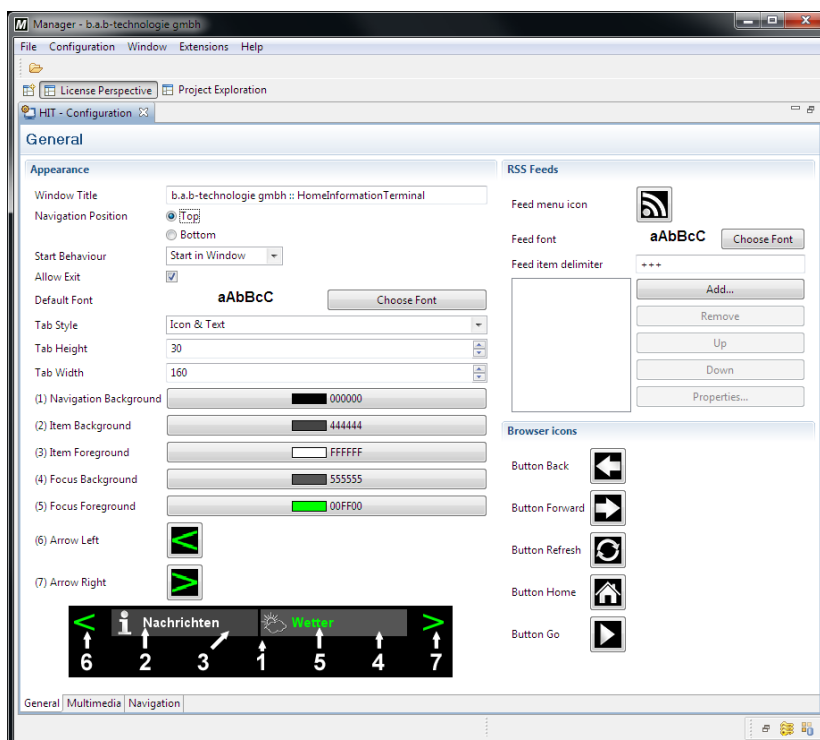 M Manager - b.a.b-technologie gmbh
File Configuration Window Extensions Help
License Perspective Project Exploration
HIT - Configuration
General
Appearance
Window Title b.a.b-technologie gmbh :: HomeInformationTerminal
Navigation Position Top
Bottom
Start Behaviour Start in Window
Allow Exit
Default Font aAbBcC Choose Font
Tab Style Icon & Text
Tab Height 30
Tab Width 160
(1) Navigation Background 000000
(2) Item Background 444444
(3) Item Foreground FFFFFF
(4) Focus Background 555555
(5) Focus Foreground 00FF00
(6) Arrow Left <
(7) Arrow Right >
< i Nachrichten Wetter >
6 2 3 1 5 4 7
RSS Feeds
Feed menu icon
Feed font aAbBcC Choose Font
Feed item delimiter +++
Add...
Remove
Up
Down
Properties...
Browser icons
Button Back
Button Forward
Button Refresh
Button Home
Button Go
General Multimedia Navigation